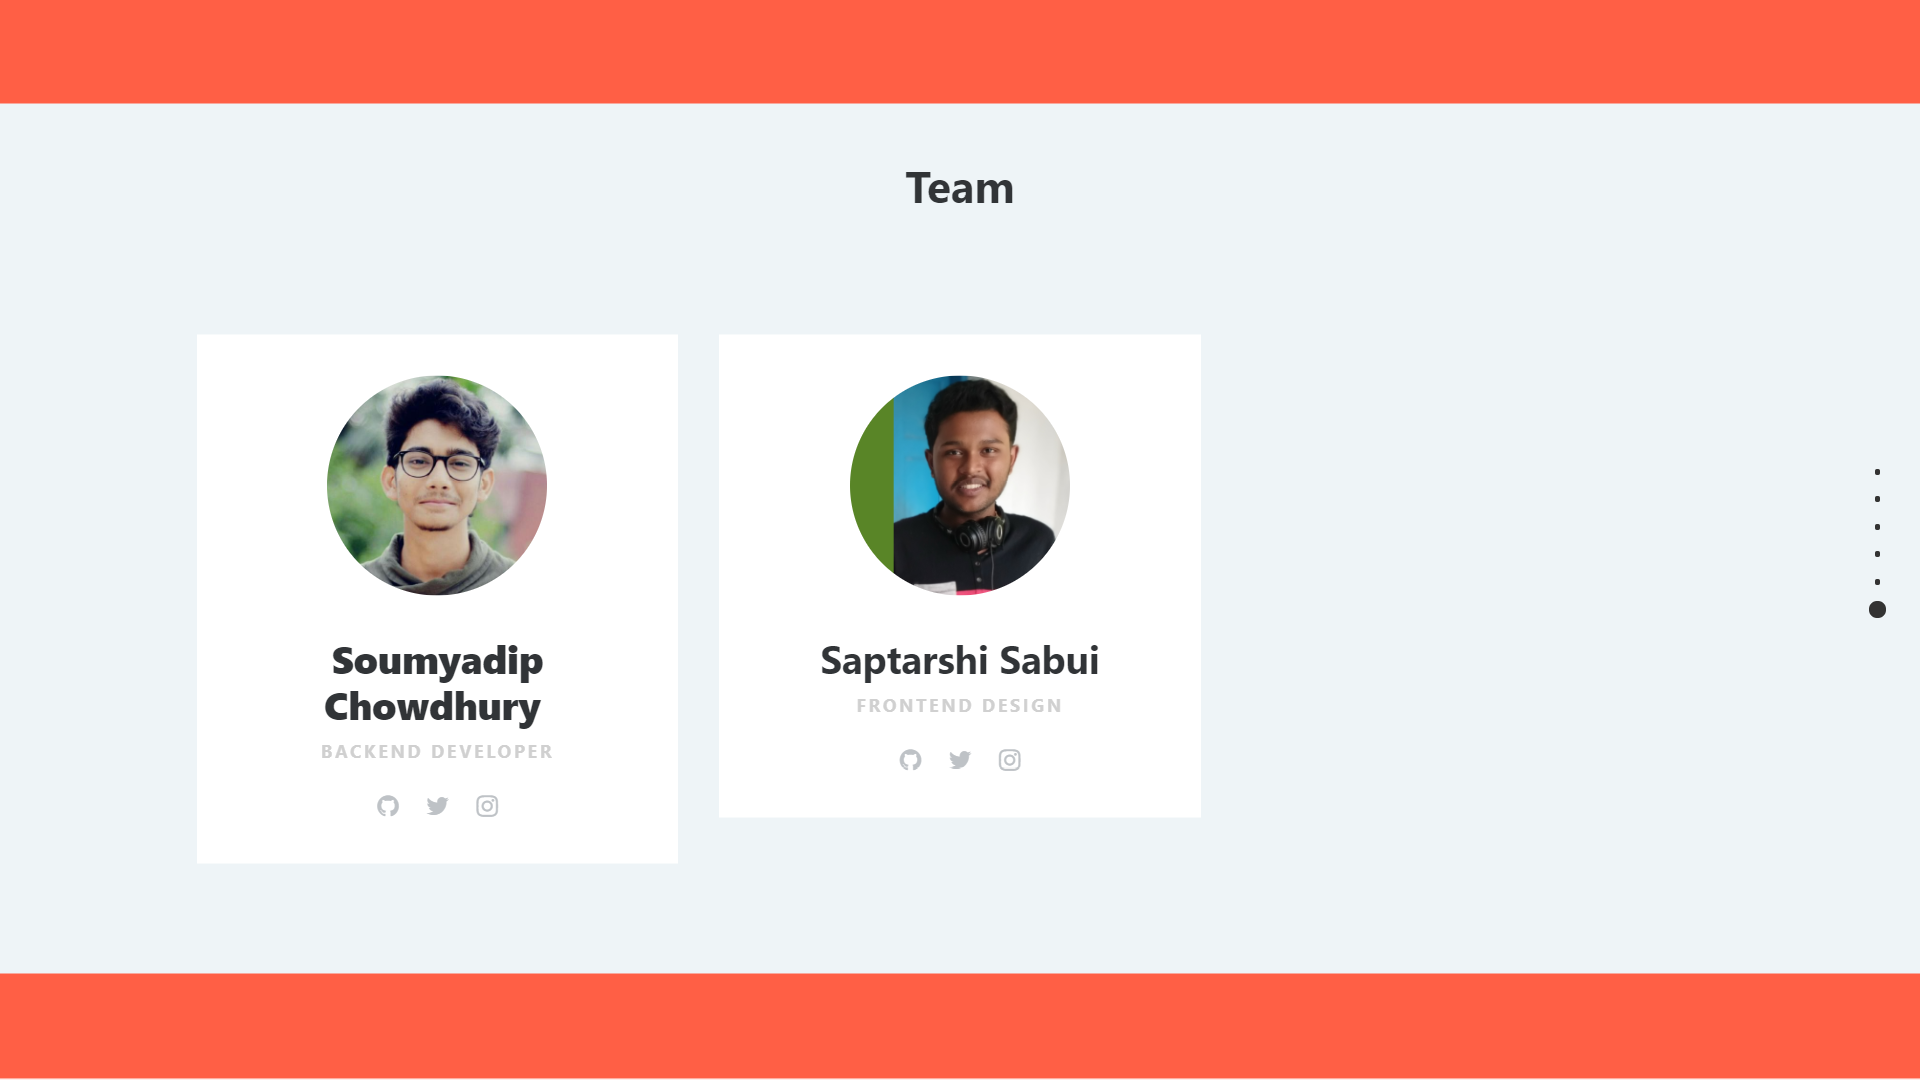 Team
Soumyadip
Chowdhury
BACKEND DEVELOPER
Saptarshi Sabui
FRONTEND DESIGN